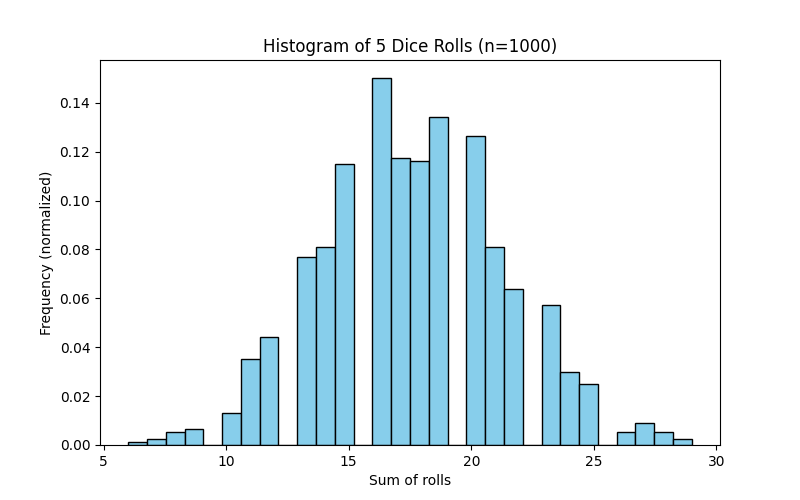 Histogram of 5 Dice Rolls (n=1000)
0.14
0.12
0.10
0.08
0.06
0.04
0.02
0.00
Frequency (normalized)
5 10 15 20 25 30
Sum of rolls